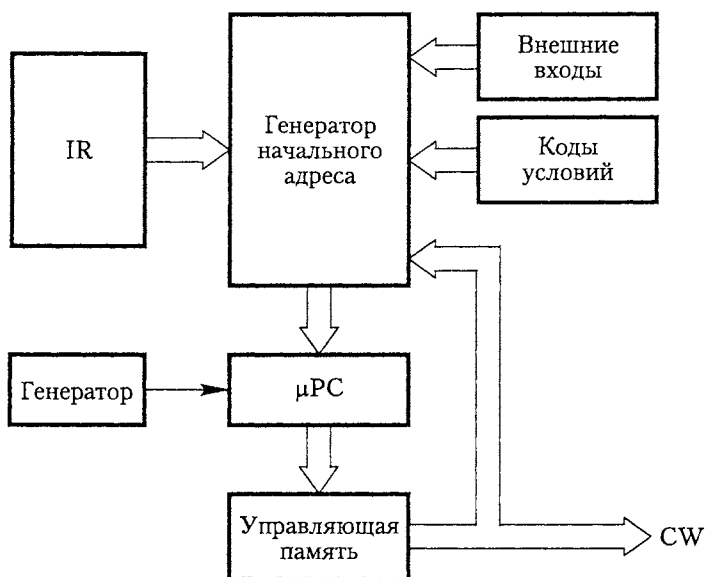 Внешние
входы
IR
Генератор
начального
адреса
Коды
условий
Генератор
μPC
Управляющая
память
CW